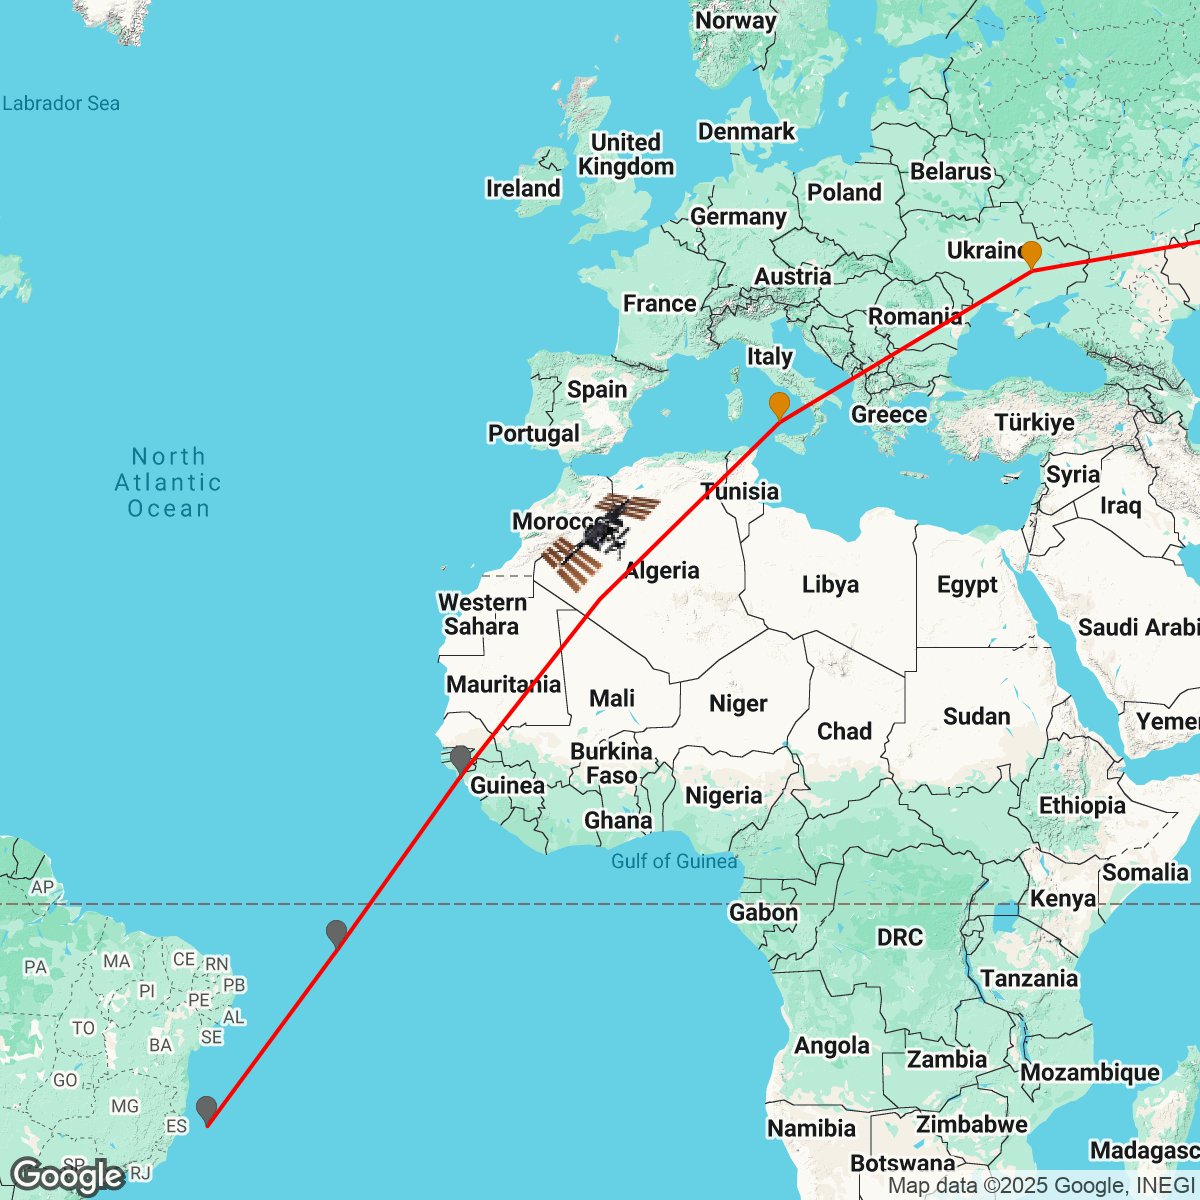 Norway
Labrador Sea
Denmark
United
Kingdom
Ireland
Belarus
Poland
Germany
Ukraine
Austria
France
Romania
Italy
Spain
Greece
Türkiye
Portugal
North
Atlantic
Ocean
Syria
Tunisia
Iraq
Morocco
Algeria
Libya
Egypt
Western
Sahara
Saudi Arabi
Mauritania
Mali
Niger
Sudan
Chad
Yemen
Burkina
Faso
Guinea
Nigeria
Ethiopia
Ghana
Gulf of Guinea
Somalia
AP
Kenya
Gabon
DRC
PA
MA
CE
RN
PB
PI
PE
AL
SE
Tanzania
TO
BA
Angola
Zambia
Mozambique
GO
MG
ES
Namibia
Zimbabwe
Madagasc
Botswana
SP
RJ
Google
Map data ©2025 Google, INEGI